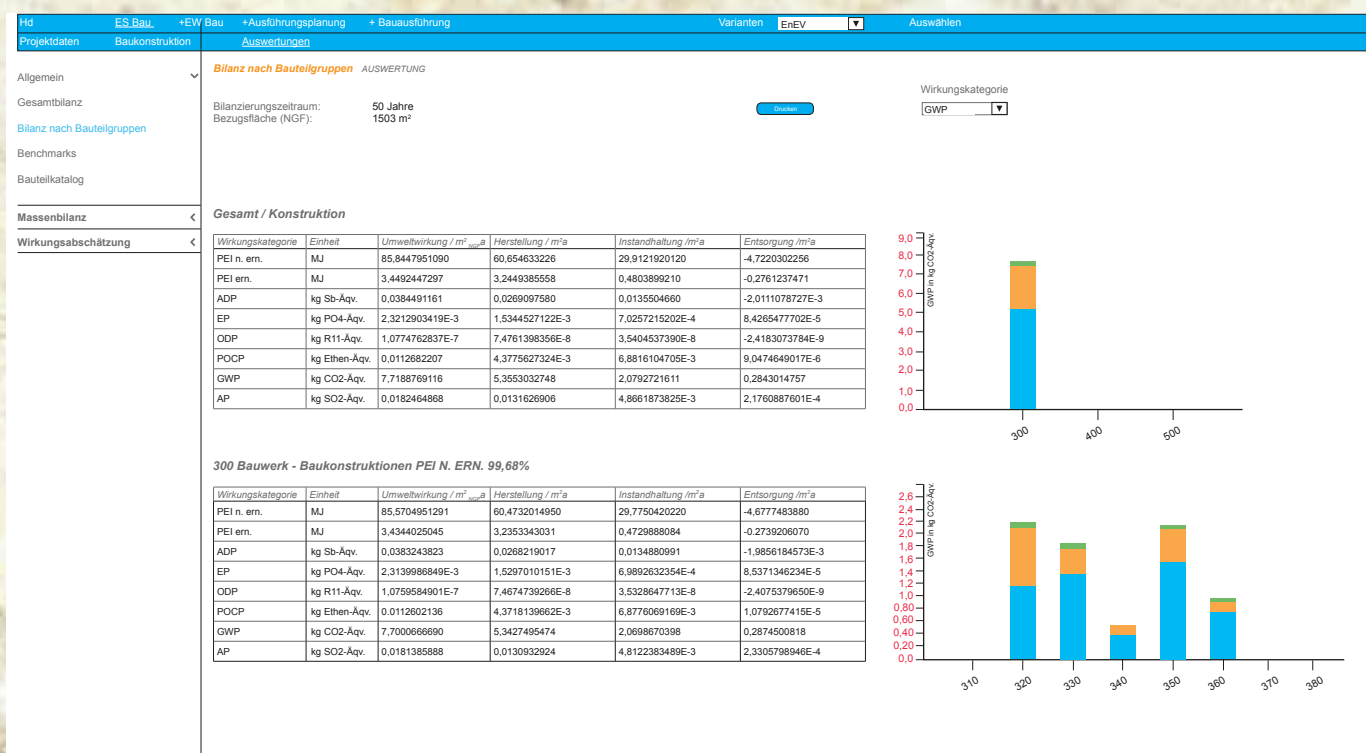 Hd ES Bau +EW Bau +Ausführungsplanung + Bauausführung Varianten EnEV Auswählen
Projektdaten Baukonstruktion Auswertungen
Allgemein
Gesamtbilanz
Bilanz nach Bauteilgruppen
Benchmarks
Bauteilkatalog
Massenbilanz
Wirkungsabschätzung
Bilanz nach Bauteilgruppen AUSWERTUNG
Bilanzierungszeitraum: 50 Jahre
Bezugsfläche (NGF): 1503 m²
Drucken
Wirkungskategorie
GWP
Gesamt / Konstruktion
Wirkungskategorie Einheit Umweltwirkung / m² NGFa Herstellung / m²a Instandhaltung /m²a Entsorgung /m²a
PEI n. ern. MJ 85,8447951090 60,654633226 29,9121920120 -4,7220302256
PEI ern. MJ 3,4492447297 3,2449385558 0,4803899210 -0,2761237471
ADP kg Sb-Äqv. 0,0384491161 0,0269097580 0,0135504660 -2,0111078727E-3
EP kg PO4-Äqv. 2,3212903419E-3 1,5344527122E-3 7,0257215202E-4 8,4265477702E-5
ODP kg R11-Äqv. 1,0774762837E-7 7,4761398356E-8 3,5404537390E-8 -2,4183073784E-9
POCP kg Ethen-Äqv. 0,0112682207 4,3775627324E-3 6,8816104705E-3 9,0474649017E-6
GWP kg CO2-Äqv. 7,7188769116 5,3553032748 2,0792721611 0,2843014757
AP kg SO2-Äqv. 0,0182464868 0,0131626906 4,8661873825E-3 2,1760887601E-4
GWP in kg CO2-Äqv.
9,0
8,0
7,0
6,0
5,0
4,0
3,0
2,0
1,0
0,0
300 400 500
300 Bauwerk - Baukonstruktionen PEI N. ERN. 99,68%
Wirkungskategorie Einheit Umweltwirkung / m² NGFa Herstellung / m²a Instandhaltung /m²a Entsorgung /m²a
PEI n. ern. MJ 85,5704951291 60,4732014950 29,7750420220 -4,6777483880
PEI ern. MJ 3,4344025045 3,2353343031 0,4729888084 -0.2739206070
ADP kg Sb-Äqv. 0,0383243823 0,0268219017 0,0134880991 -1,9856184573E-3
EP kg PO4-Äqv. 2,3139986849E-3 1,5297010151E-3 6,9892632354E-4 8,5371346234E-5
ODP kg R11-Äqv. 1,0759584901E-7 7,4674739266E-8 3,5328647713E-8 -2,4075379650E-9
POCP kg Ethen-Äqv. 0.0112602136 4,3718139662E-3 6,8776069169E-3 1,0792677415E-5
GWP kg CO2-Äqv. 7,7000666690 5,3427495474 2,0698670398 0,2874500818
AP kg SO2-Äqv. 0,0181385888 0,0130932924 4,8122383489E-3 2,3305798946E-4
GWP in kg CO2-Äqv.
2,6
2,4
2,2
2,0
1,8
1,6
1,4
1,2
1,0
0,80
0,60
0,40
0,20
0,0
310 320 330 340 350 360 370 380